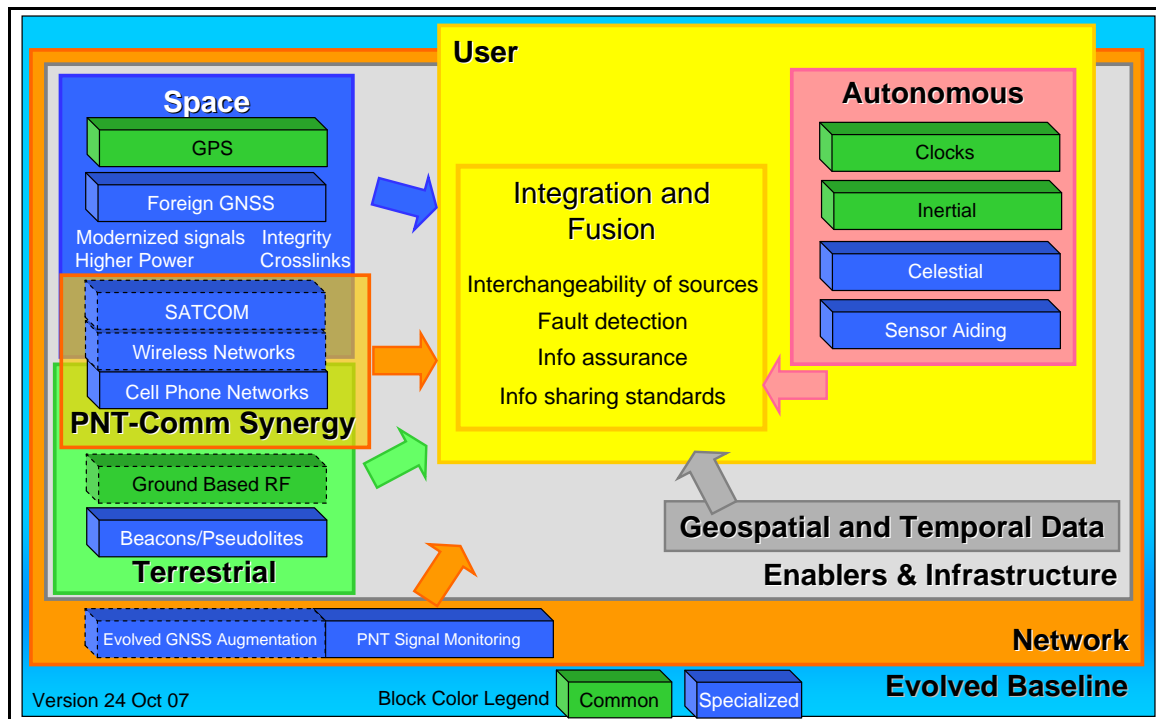 User
Space
GPS
Foreign GNSS
Modernized signals Integrity
Higher Power Crosslinks
SATCOM
Wireless Networks
Cell Phone Networks
PNT-Comm Synergy
Ground Based RF
Beacons/Pseudolites
Terrestrial
Integration and
Fusion
Interchangeability of sources
Fault detection
Info assurance
Info sharing standards
Autonomous
Clocks
Inertial
Celestial
Sensor Aiding
Geospatial and Temporal Data
Enablers & Infrastructure
Evolved GNSS Augmentation PNT Signal Monitoring
Network
Evolved Baseline
Version 24 Oct 07
Block Color Legend Common Specialized